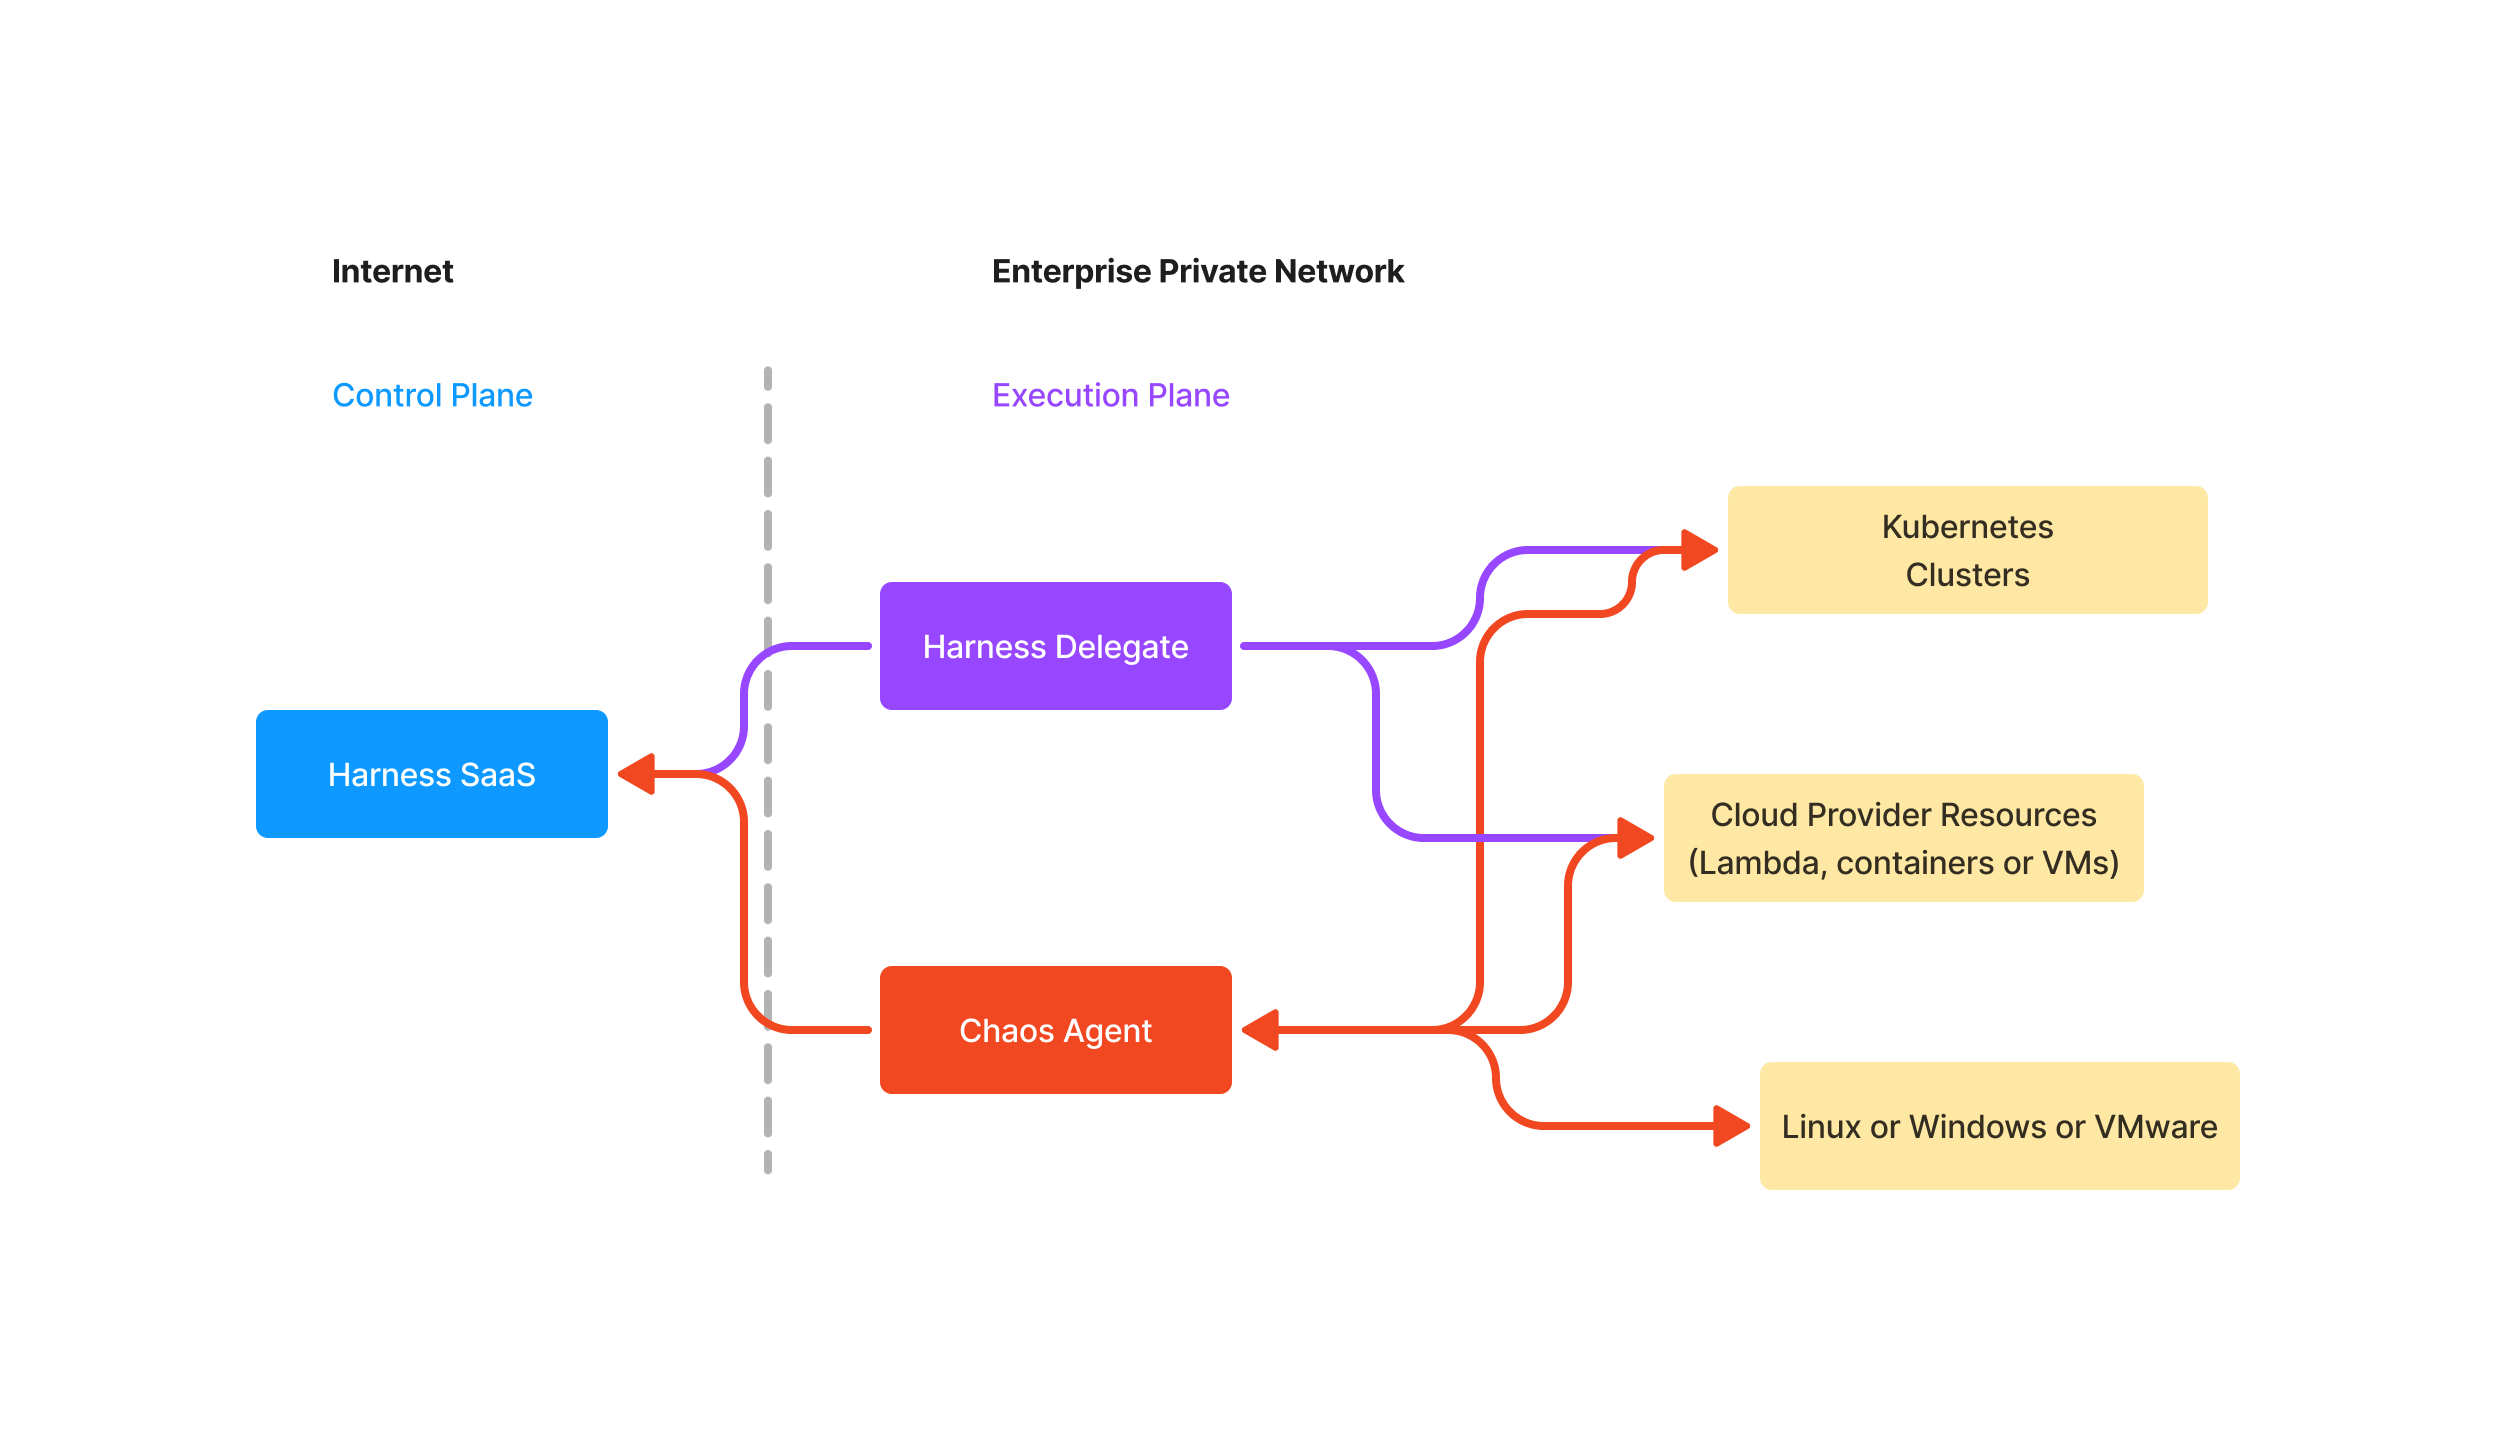 Internet
Enterprise Private Network
Control Plane
Execution Plane
Kubernetes
Clusters
Harness Delegate
Harness SaaS
Cloud Provider Resources
(Lambda, containers or VMs)
Chaos Agent
Linux or Windows or VMware